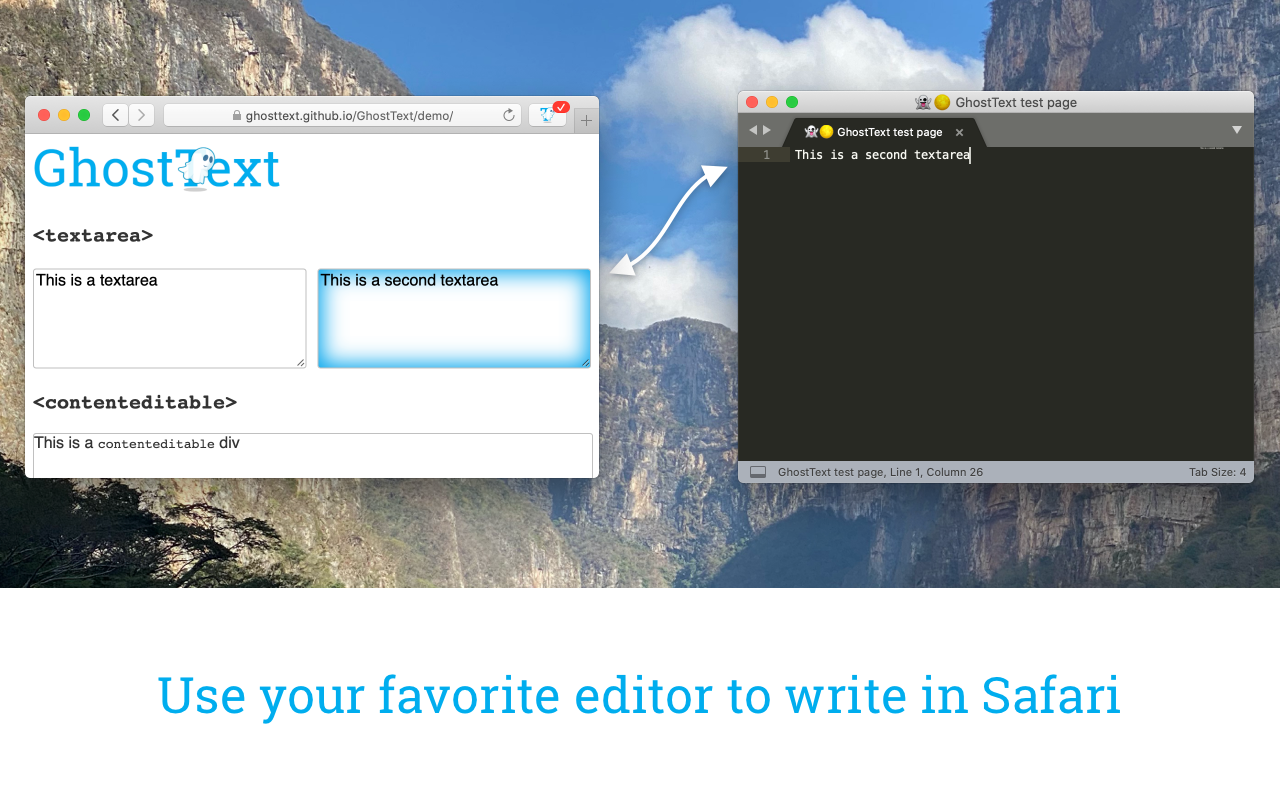 ghosttext.github.io/GhostText/demo/
GhostText
<textarea>
This is a textarea
This is a second textarea
<contenteditable>
This is a contenteditable div
GhostText test page
GhostText test page
1 This is a second textarea
GhostText test page, Line 1, Column 26
Tab Size: 4
Use your favorite editor to write in Safari